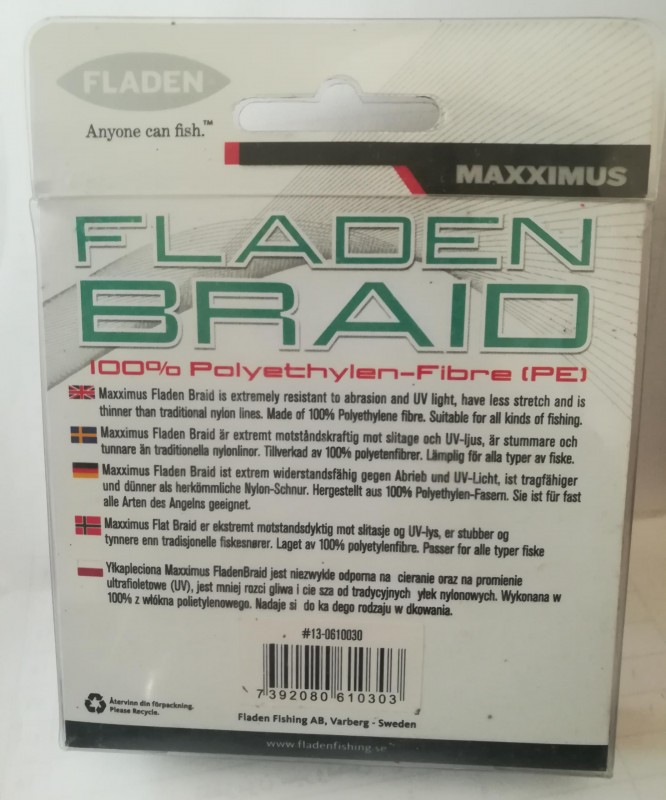 FLADEN
Anyone can fish.™
MAXXIMUS
FLADEN
BRAID
100% Polyethylen-Fibre (PE)
Maxximus Fladen Braid is extremely resistant to abrasion and UV light, have less stretch and is
thinner than traditional nylon lines. Made of 100% Polyethylene fibre. Suitable for all kinds of fishing.
Maxximus Fladen Braid är extremt motståndskraftig mot slitage och UV-ljus, är stummare och
tunnare än traditionella nylonlinor. Tillverkad av 100% polyetenfibrer. Lämplig för alla typer av fiske.
Maxximus Fladen Braid ist extrem widerstandsfähig gegen Abrieb und UV-Licht, ist tragfähiger
und dünner als herkömmliche Nylon-Schnur. Hergestellt aus 100% Polyethylen-Fasern. Sie ist für fast
alle Arten des Angelns geeignet.
Maxximus Flat Braid er ekstremt motstandsdyktig mot slitasje og UV-lys, er stubber og
tynnere enn tradisjonelle fiskesnører. Laget av 100% polyetylenfibre. Passer for alle typer fiske
Yłkapleciona Maxximus FladenBraid jest niezwykle odporna na cieranie oraz na promienie
ultrafioletowe (UV), jest mniej rozci gliwa i cie sza od tradycyjnych yłek nylonowych. Wykonana w
100% z włókna polietylenowego. Nadaje si do ka dego rodzaju w dkowania.
#13-0610030
7 392080 610303
Återvinn din förpackning.
Please Recycle.
Fladen Fishing AB, Varberg - Sweden
www.fladenfishing.se